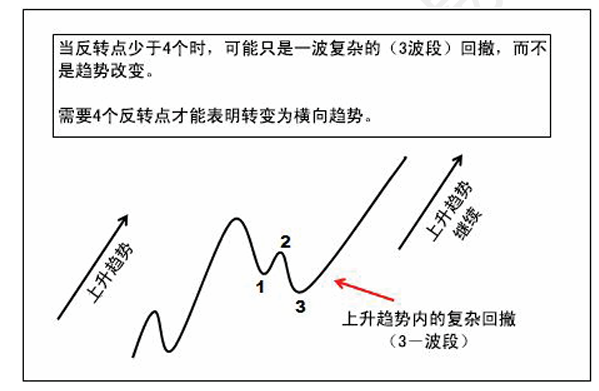 当反转点少于4个时，可能只是一波复杂的（3波段）回撤，而不
是趋势改变。
需要4个反转点才能表明转变为横向趋势。
上升趋势
2
1
3
上升趋势
继续
上升趋势内的复杂回撤
（3－波段）